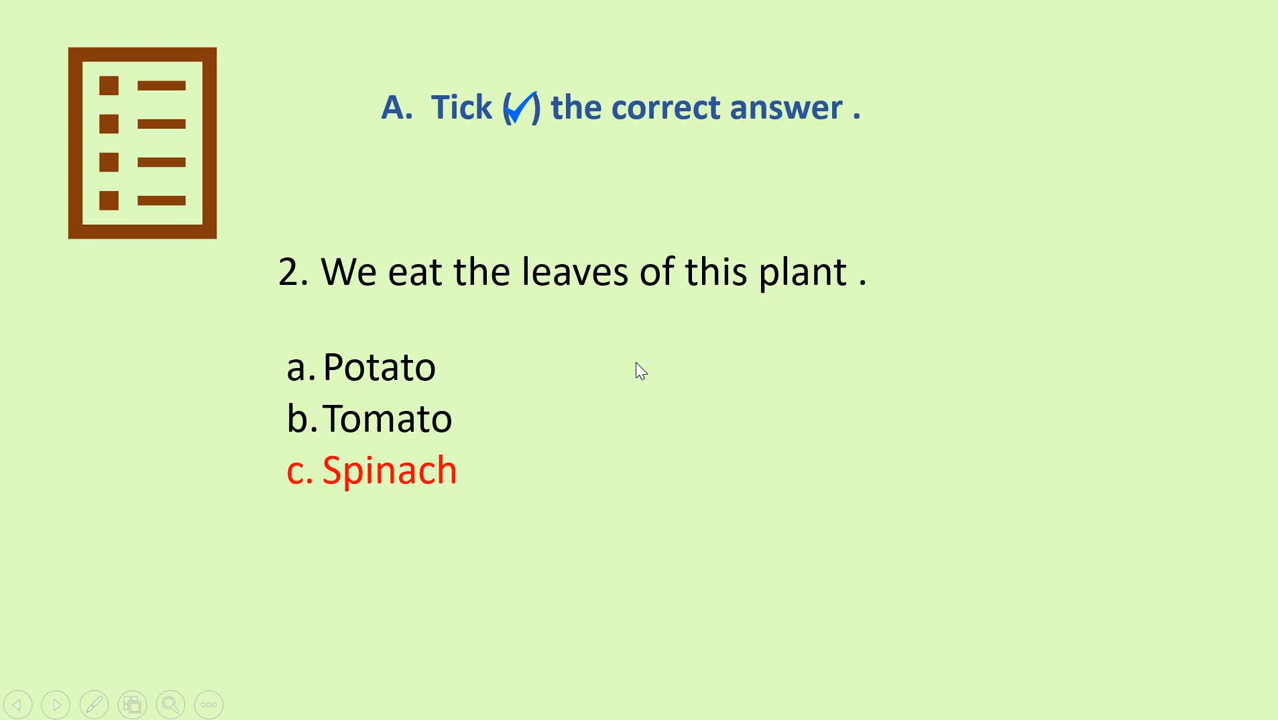 A. Tick (✓) the correct answer .
2. We eat the leaves of this plant .
a. Potato
b. Tomato
c. Spinach